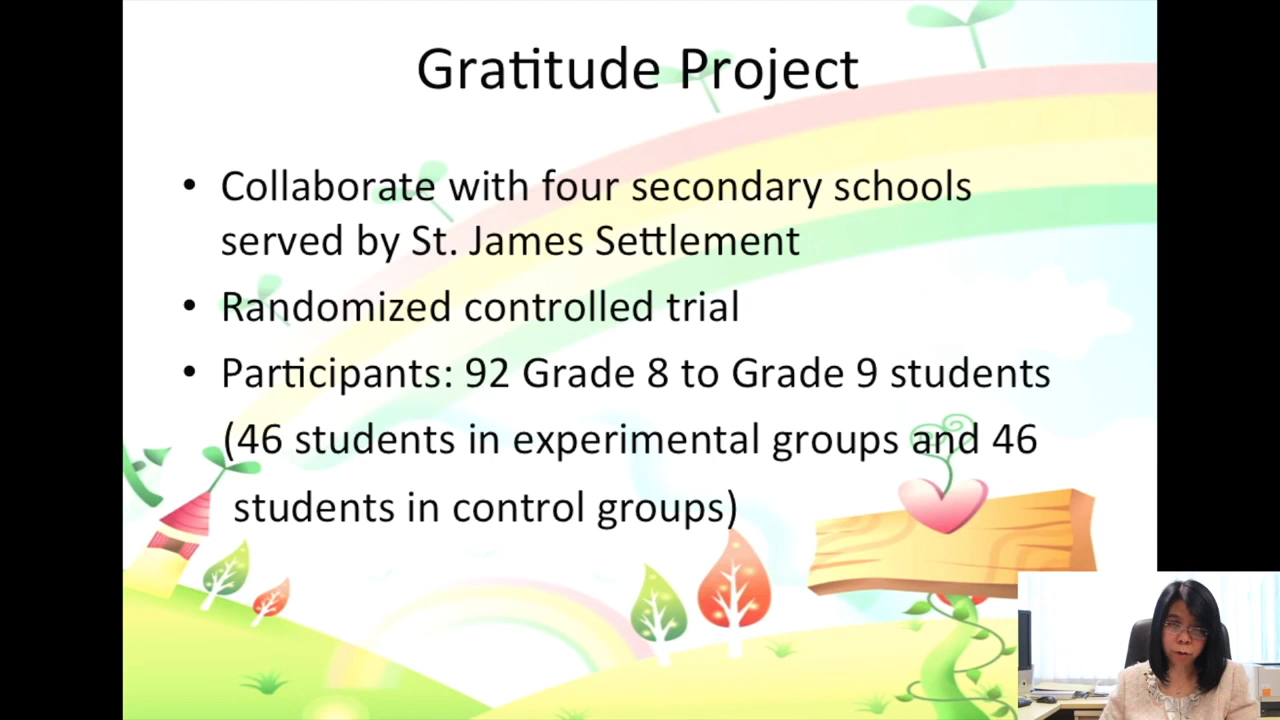 Gratitude Project
• Collaborate with four secondary schools
served by St. James Settlement
• Randomized controlled trial
• Participants: 92 Grade 8 to Grade 9 students
(46 students in experimental groups and 46
students in control groups)